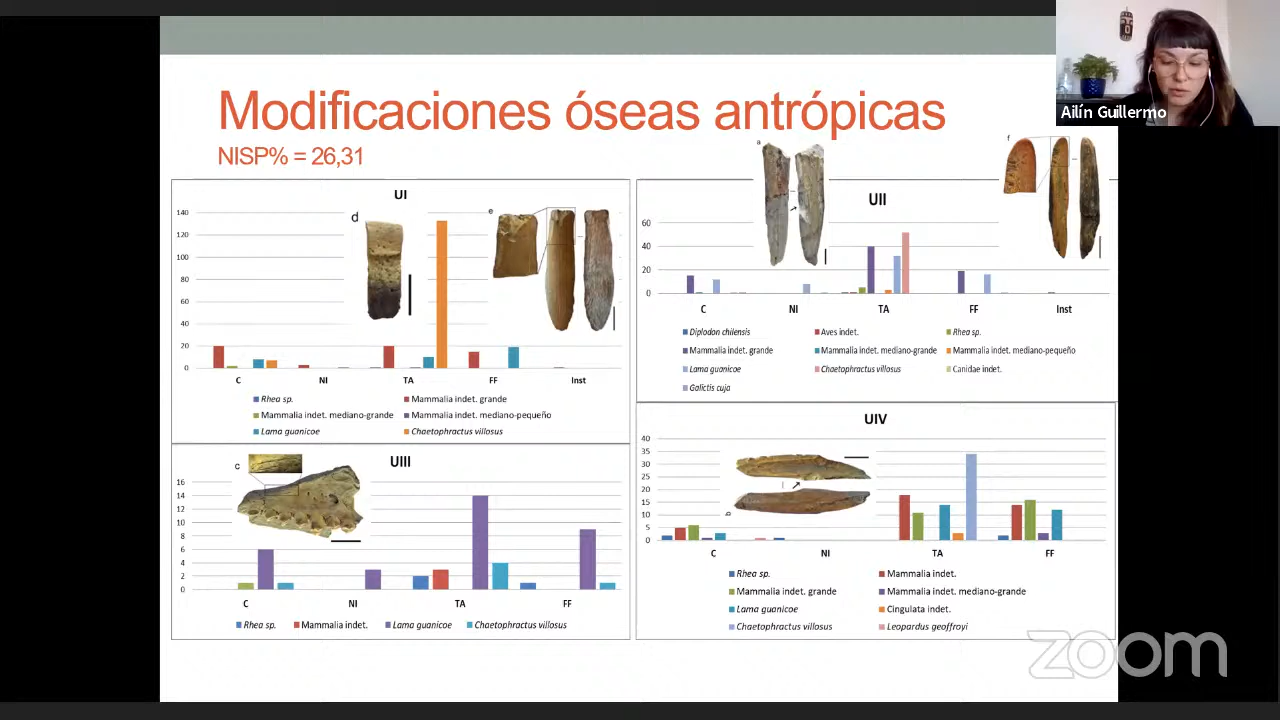 Ailín Guillermo
Modificaciones óseas antrópicas
NISP% = 26,31
UI
140
120
100
80
60
40
20
0
d
e
C NI TA FF Inst
Rhea sp. Mammalia indet. grande
Mammalia indet. mediano-grande Mammalia indet. mediano-pequeño
Lama guanicoe Chaetophractus villosus
UII
a
f
60
40
20
0
C NI TA FF Inst
Diplodon chilensis Aves indet. Rhea sp.
Mammalia indet. grande Mammalia indet. mediano-grande Mammalia indet. mediano-pequeño
Lama guanicoe Chaetophractus villosus Canidae indet.
Galictis cuja
UIII
c
16
14
12
10
8
6
4
2
0
C NI TA FF
Rhea sp. Mammalia indet. Lama guanicoe Chaetophractus villosus
UIV
40
35
30
25
20
15
10
5
0
b
C NI TA FF
Rhea sp. Mammalia indet.
Mammalia indet. grande Mammalia indet. mediano-grande
Lama guanicoe Cingulata indet.
Chaetophractus villosus Leopardus geoffroyi
zoom